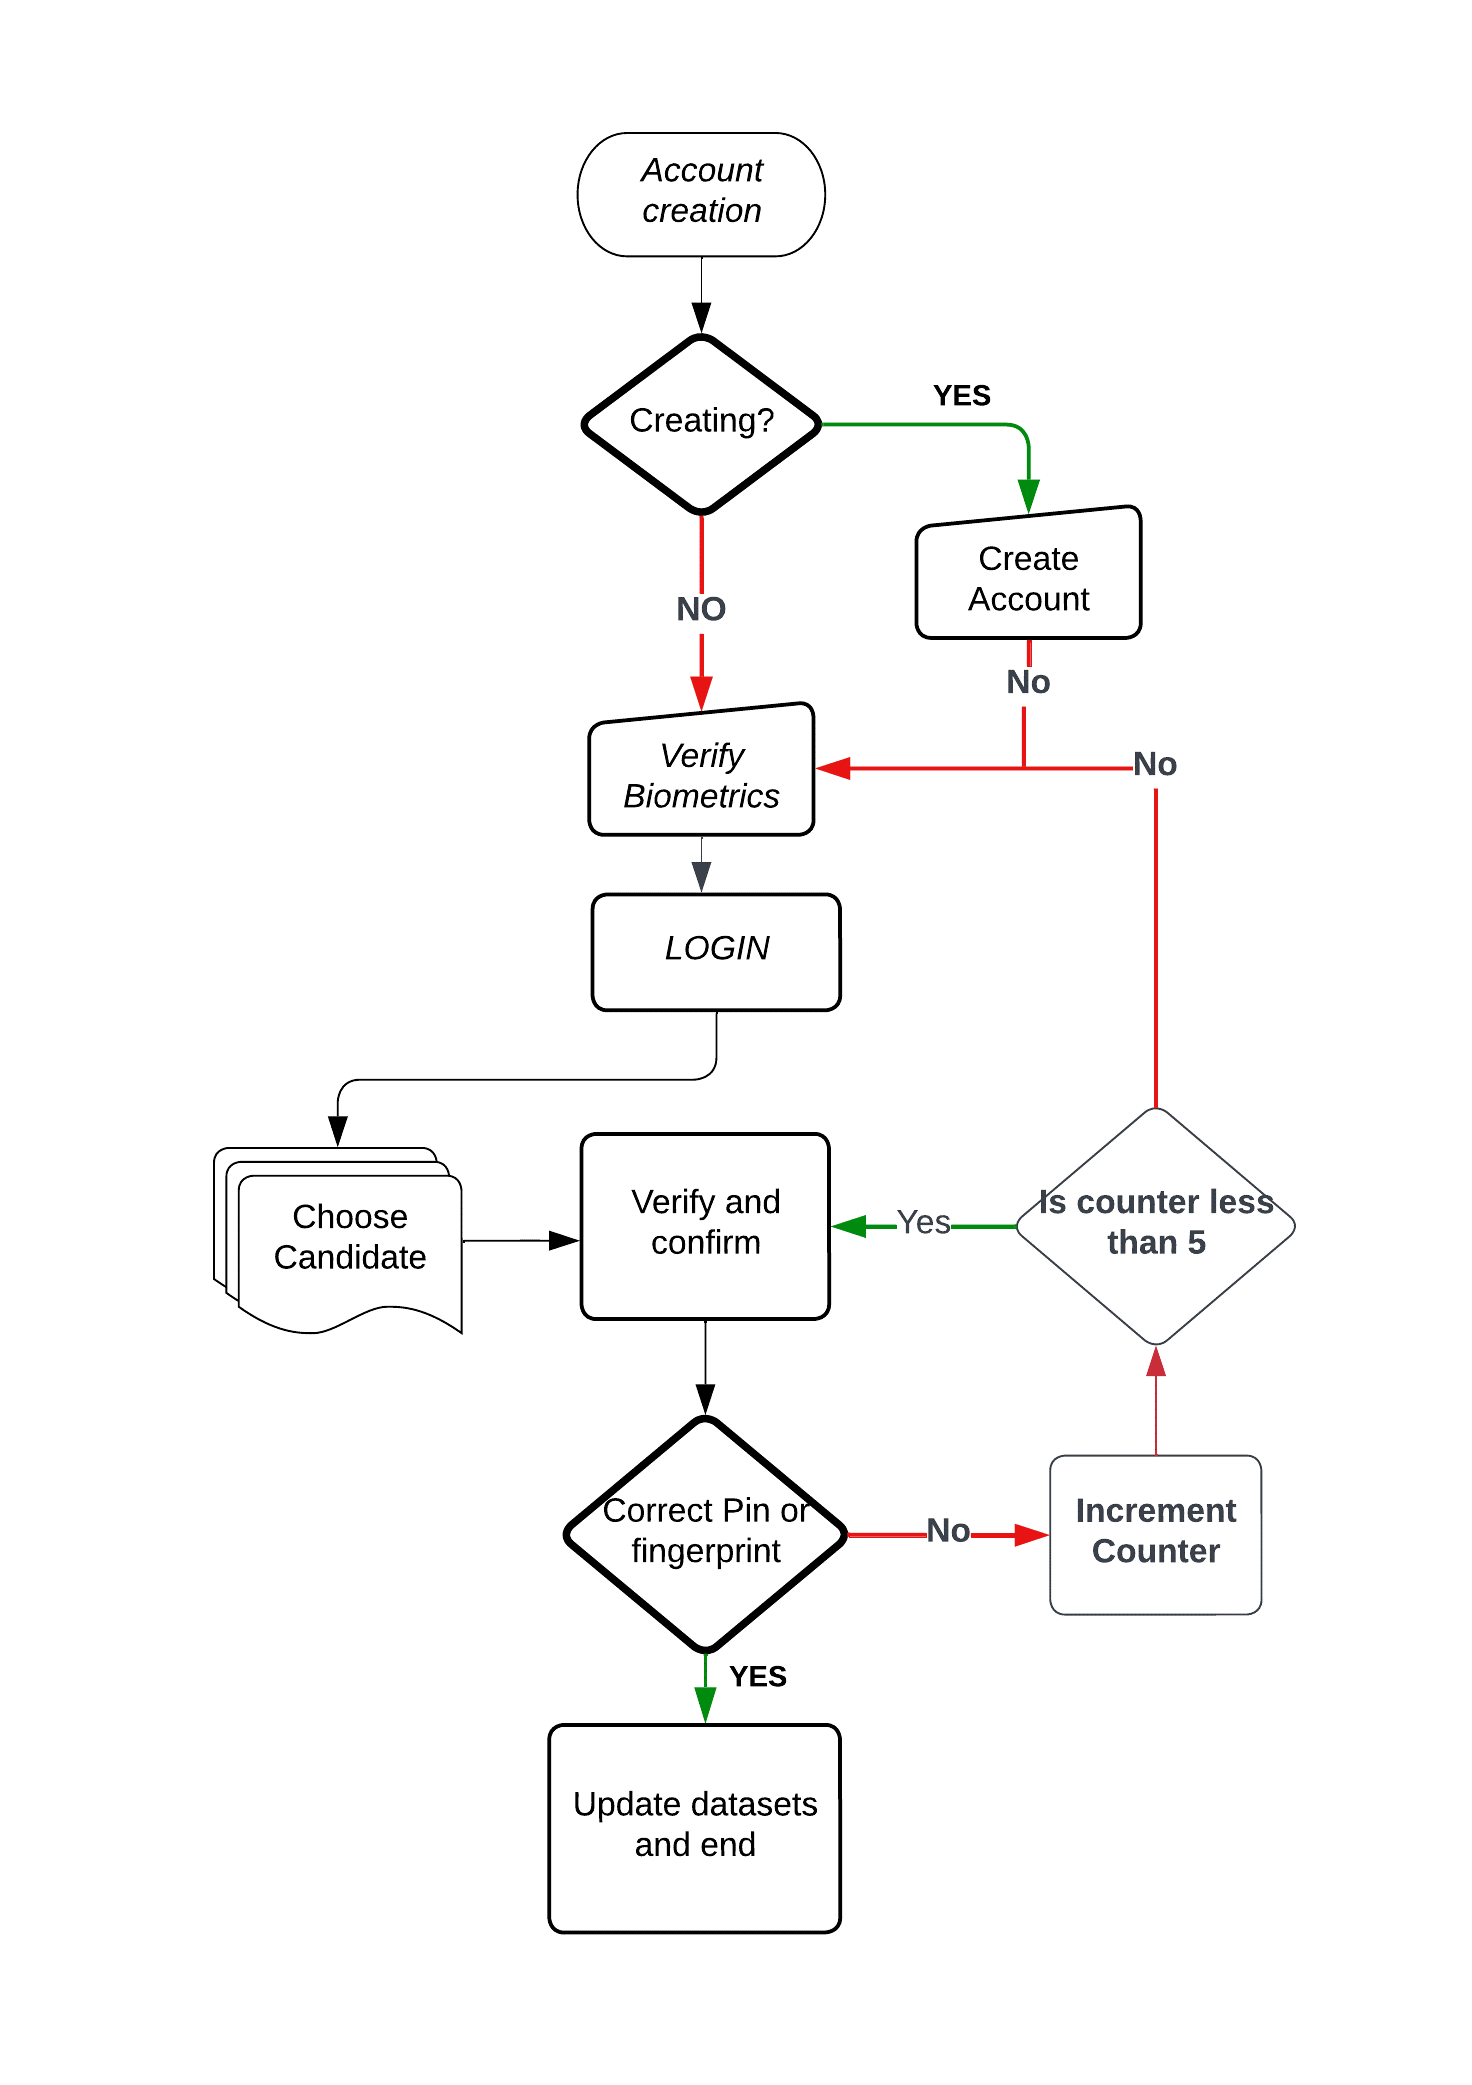 Account
creation
Creating?
YES
Create
Account
NO
No
Verify
Biometrics
No
LOGIN
Choose
Candidate
Verify and
confirm
Yes
Is counter less
than 5
Correct Pin or
fingerprint
No
Increment
Counter
YES
Update datasets
and end